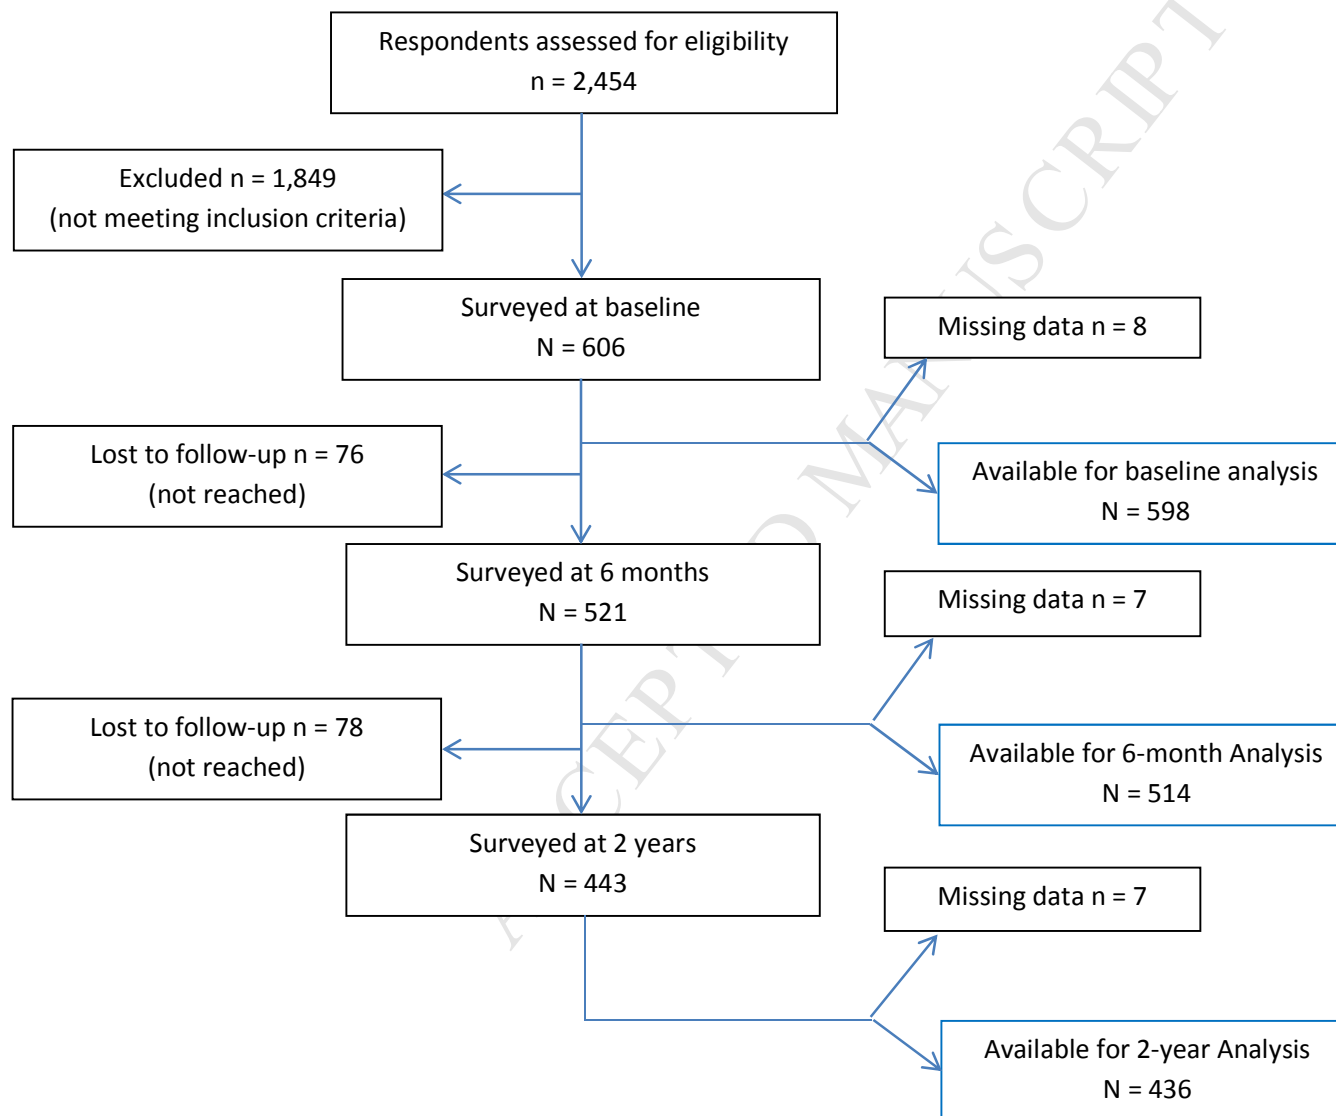 Respondents assessed for eligibility
n = 2,454
Excluded n = 1,849
(not meeting inclusion criteria)
Surveyed at baseline
N = 606
Missing data n = 8
Lost to follow-up n = 76
(not reached)
Available for baseline analysis
N = 598
Surveyed at 6 months
N = 521
Missing data n = 7
Lost to follow-up n = 78
(not reached)
Available for 6-month Analysis
N = 514
Surveyed at 2 years
N = 443
Missing data n = 7
Available for 2-year Analysis
N = 436
ACCEPTED MANUSCRIPT